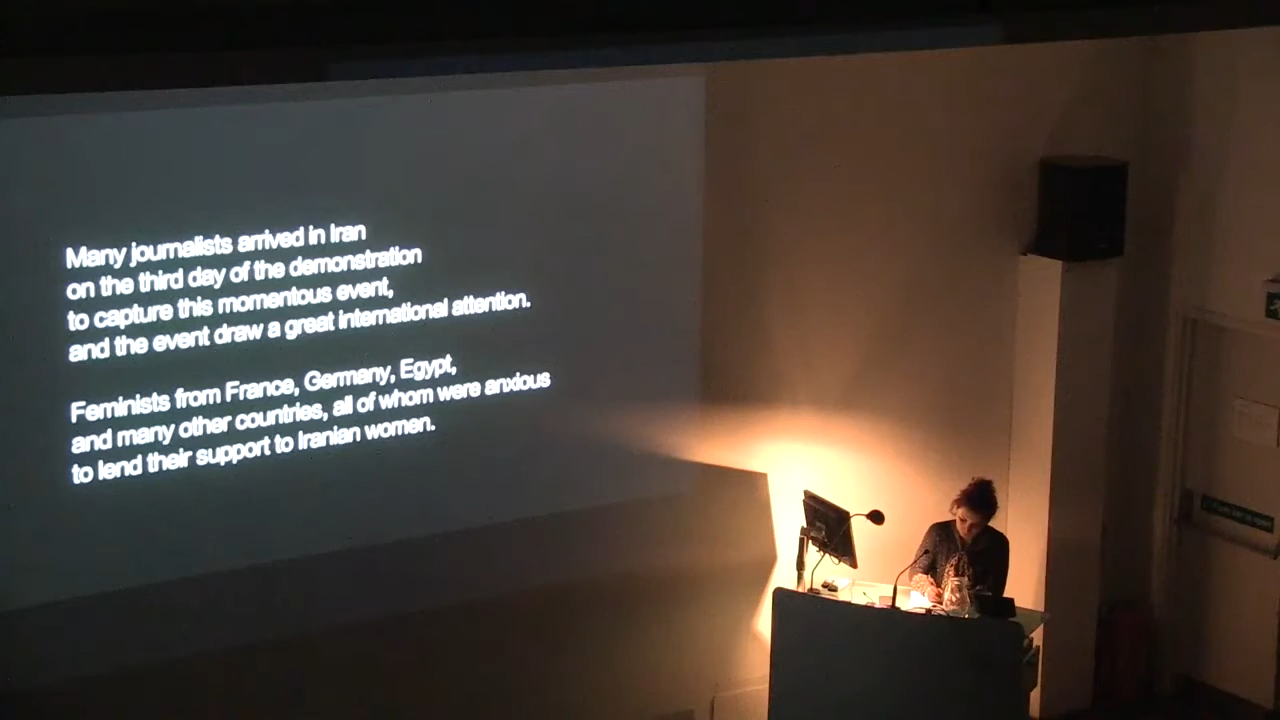 Many journalists arrived in Iran
on the third day of the demonstration
to capture this momentous event,
and the event draw a great international attention.
Feminists from France, Germany, Egypt,
and many other countries, all of whom were anxious
to lend their support to Iranian women.